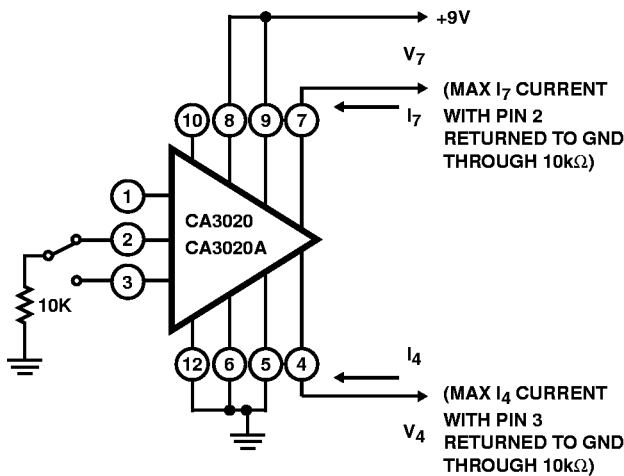 +9V
V7
(MAX I7 CURRENT
WITH PIN 2
RETURNED TO GND
THROUGH 10kΩ)
I7
10
8
9
7
1
2
3
CA3020
CA3020A
10K
12
6
5
4
I4
(MAX I4 CURRENT
WITH PIN 3
RETURNED TO GND
THROUGH 10kΩ)
V4